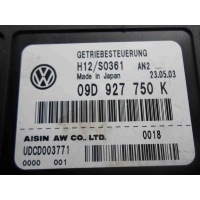 GETRIEBESTEUERUNG
H12/S0361 AN2
Made in Japan 23.05.03
09D 927 750 K
AISIN AW CO., LTD.
0018
UDCD003771
0000 001